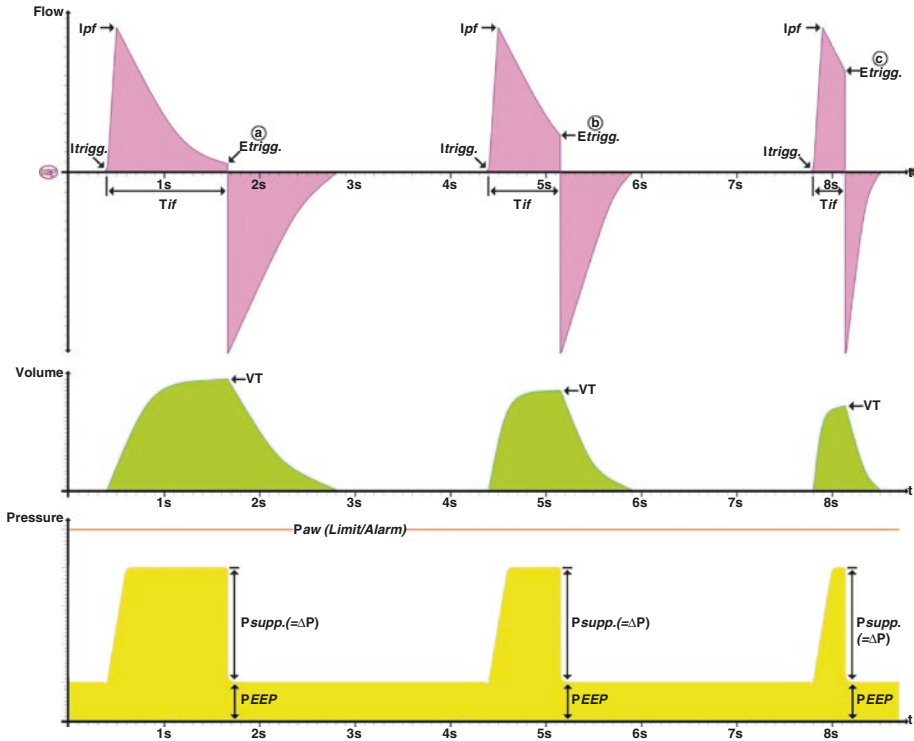 Flow
Ipf
Ipf
Ipf
c
Etrigg.
a
b
Itrigg.
Etrigg.
Itrigg.
Etrigg.
Itrigg.
1s 2s 3s 4s 5s 6s 7s 8s t
Tif
Tif
Tif
Volume
VT
VT
VT
1s 2s 3s 4s 5s 6s 7s 8s t
Pressure
Paw (Limit/Alarm)
Psupp.(=ΔP)
Psupp.(=ΔP)
Psupp.
(=ΔP)
PEEP
PEEP
PEEP
1s 2s 3s 4s 5s 6s 7s 8s t